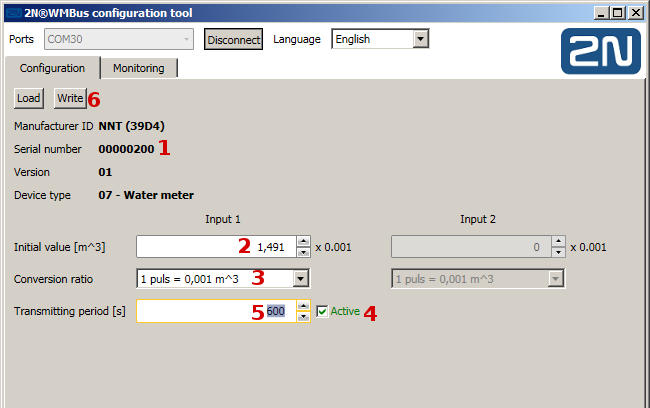 2N®WMBus configuration tool
Ports COM30 Disconnect Language English
2N
Configuration Monitoring
Load Write 6
Manufacturer ID NNT (39D4)
Serial number 00000200 1
Version 01
Device type 07 - Water meter
Input 1 Input 2
Initial value [m^3] 2 1,491 x 0.001 0 x 0.001
Conversion ratio 1 puls = 0,001 m^3 3 1 puls = 0,001 m^3
Transmitting period [s] 5 600 Active 4